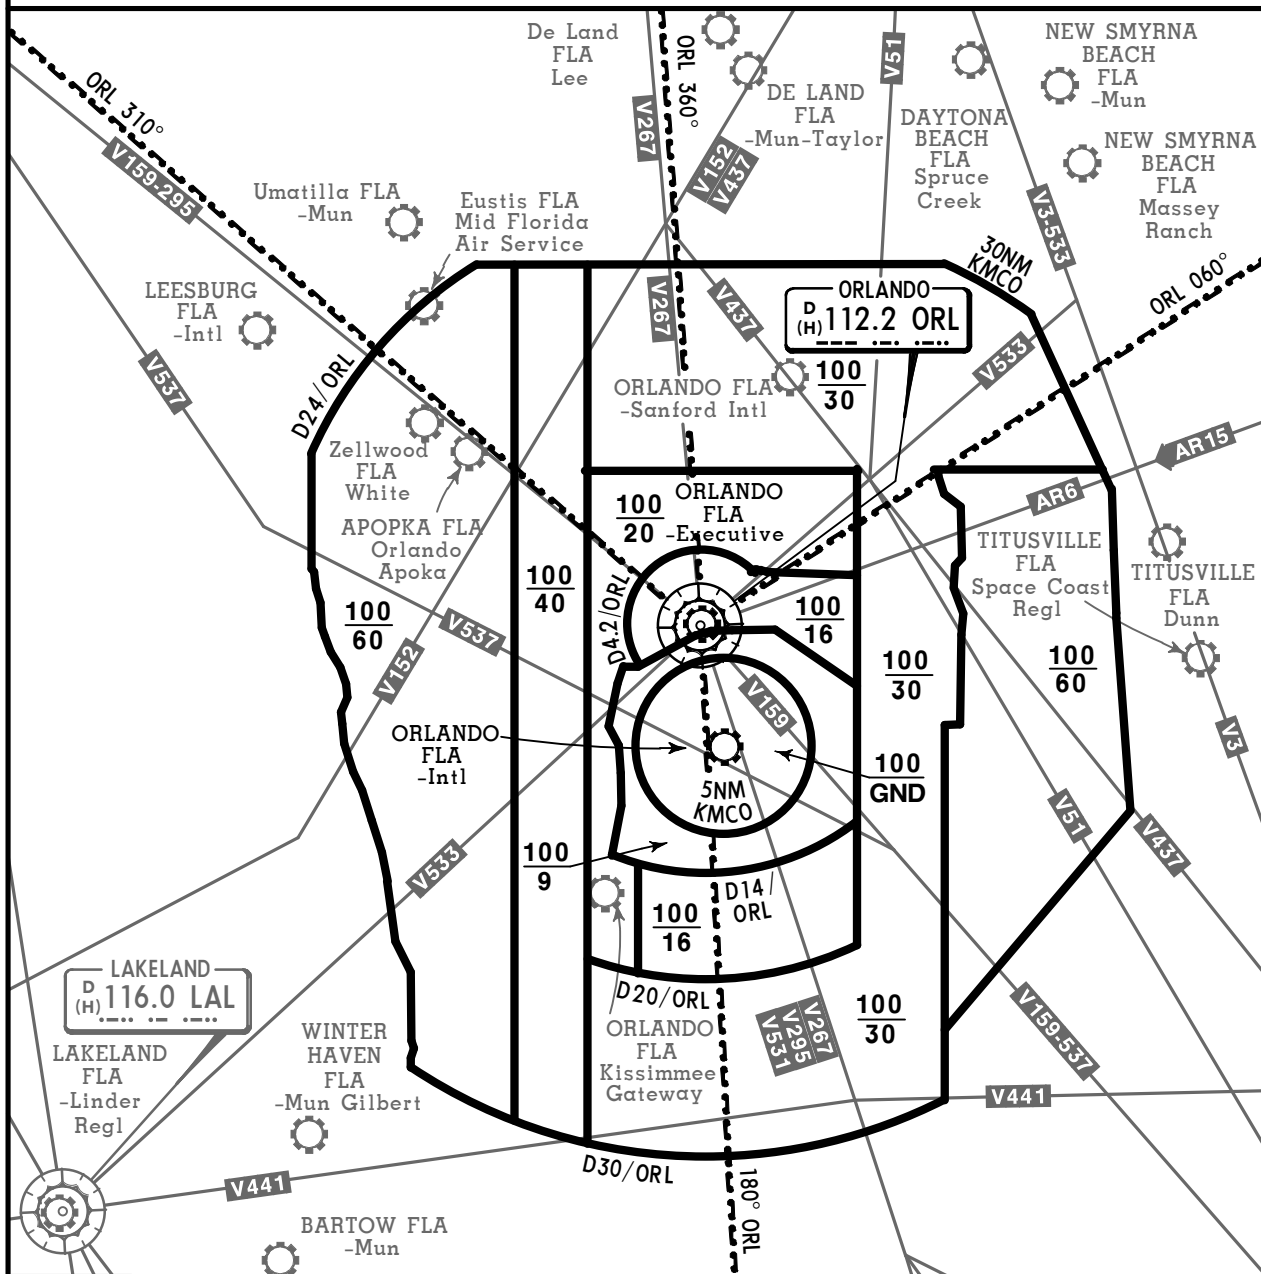 De Land
FLA
Lee
ORL 360°
V51
NEW SMYRNA
BEACH
FLA
-Mun
ORL 310°
V267
DE LAND
FLA
-Mun-Taylor
DAYTONA
BEACH
FLA
Spruce
Creek
NEW SMYRNA
BEACH
FLA
Massey
Ranch
V159-295
V152
V437
Umatilla FLA
-Mun
Eustis FLA
Mid Florida
Air Service
V3-533
30NM
KMCO
ORL 060°
LEESBURG
FLA
-Intl
V267
V437
ORLANDO
D
(H) 112.2 ORL
V537
D24/ORL
100
30
V533
ORLANDO FLA
-Sanford Intl
Zellwood
FLA
White
AR15
AR6
APOPKA FLA
Orlando
Apoka
100
20
ORLANDO
FLA
-Executive
TITUSVILLE
FLA
Space Coast
Regl
TITUSVILLE
FLA
Dunn
100
40
100
60
V537
D4.2/ORL
100
16
V152
100
30
100
60
V159
V3
ORLANDO
FLA
-Intl
100
GND
5NM
KMCO
V51
V437
V533
100
9
D14/
ORL
100
16
LAKELAND
D
(H) 116.0 LAL
D20/ORL
V267
V295
V531
100
30
V159-537
LAKELAND
FLA
-Linder
Regl
WINTER
HAVEN
FLA
-Mun Gilbert
ORLANDO
FLA
Kissimmee
Gateway
V441
V441
D30/ORL
180° ORL
BARTOW FLA
-Mun